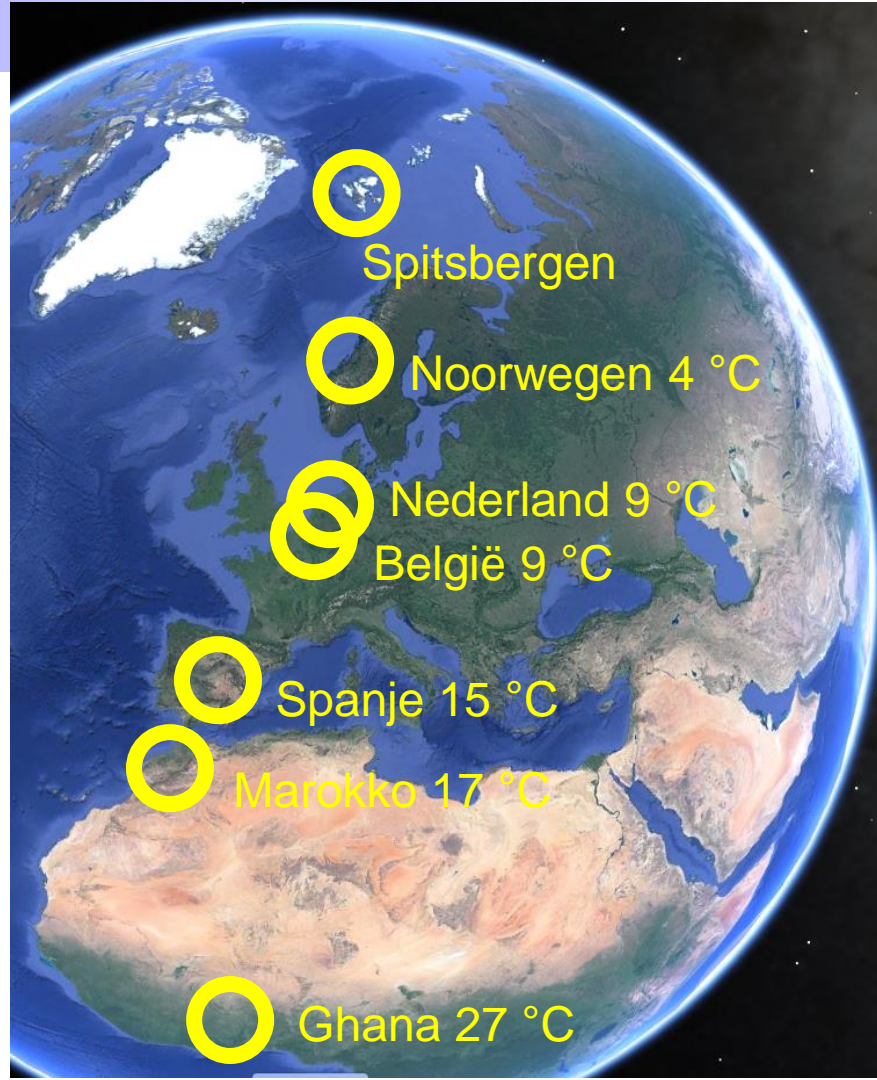 Spitsbergen
Noorwegen 4 °C
Nederland 9 °C
België 9 °C
Spanje 15 °C
Marokko 17 °C
Ghana 27 °C